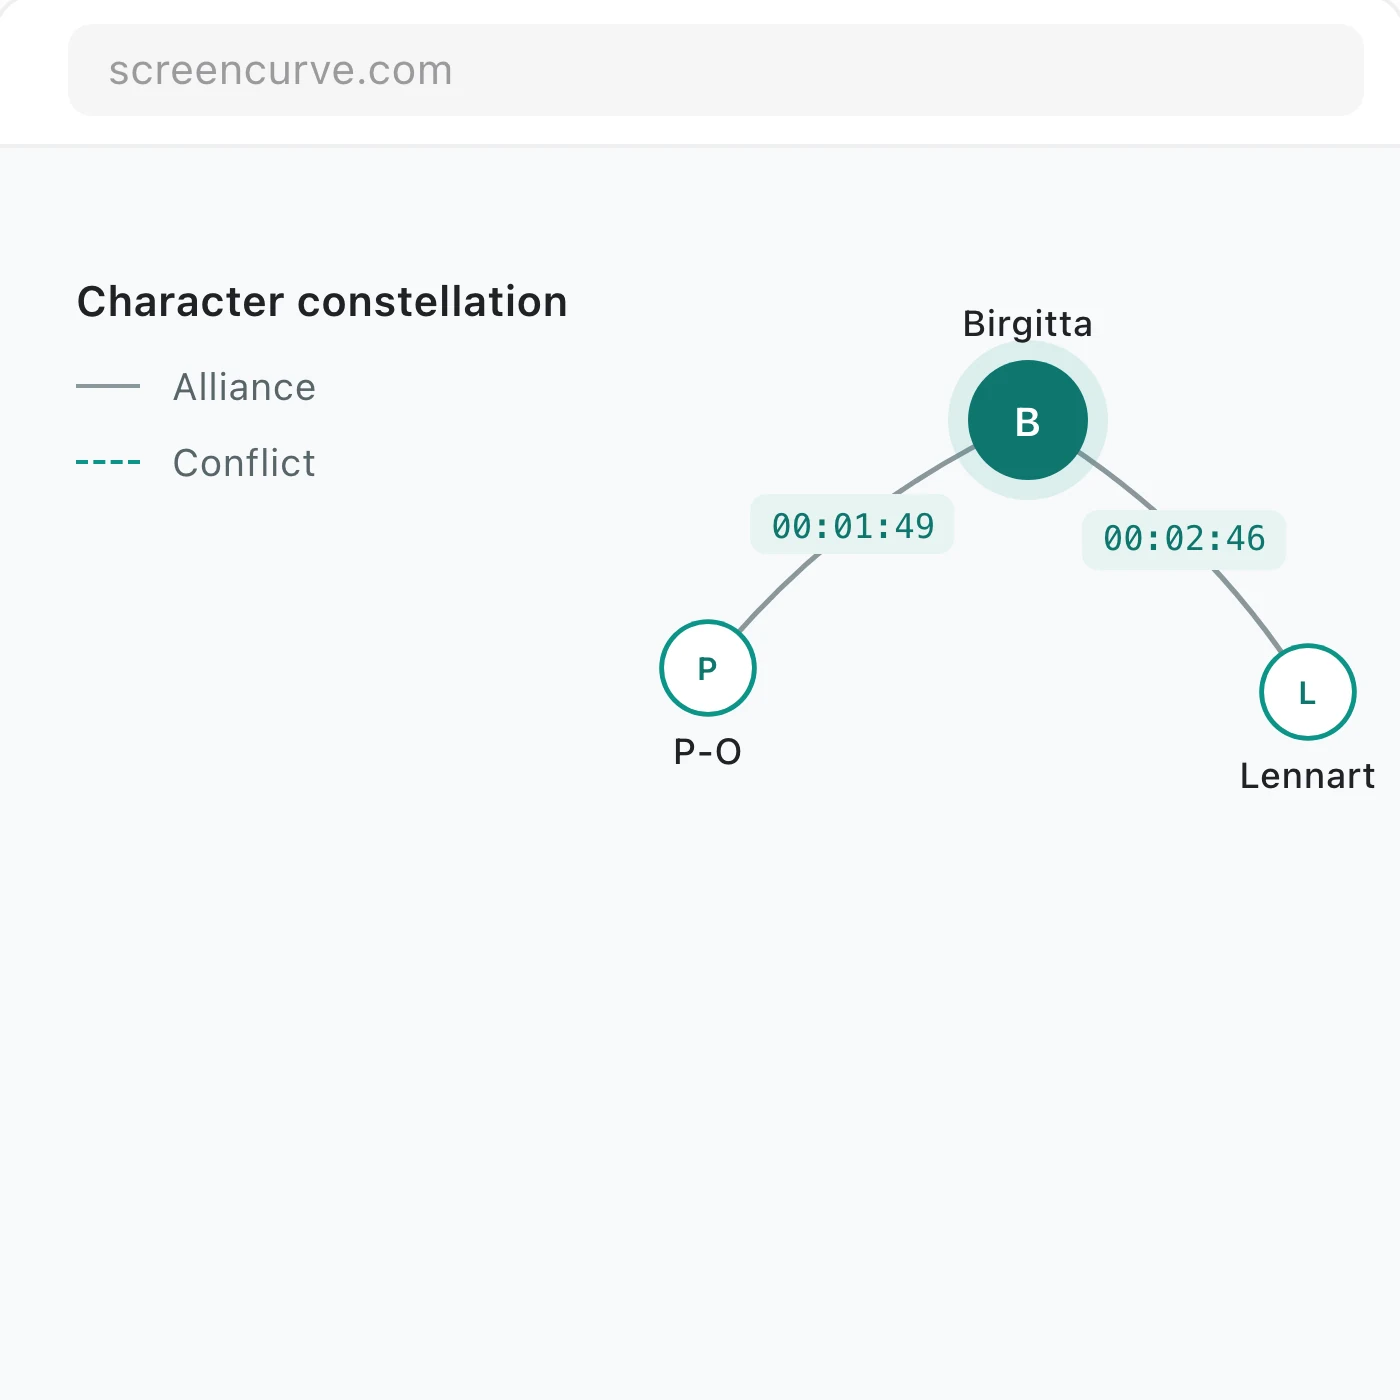 screencurve.com
Character constellation
Alliance
Conflict
Birgitta
B
00:01:49
00:02:46
P
P-O
L
Lennart